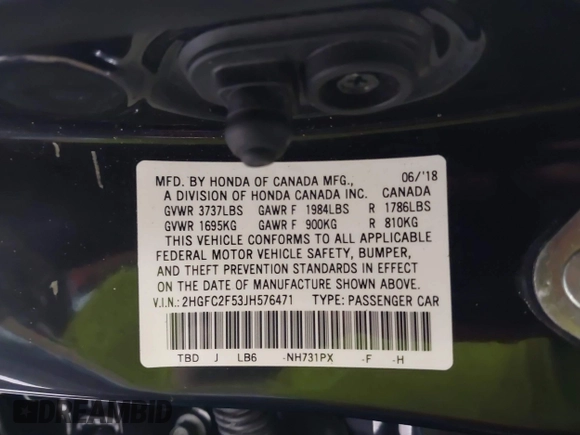 MFD. BY HONDA OF CANADA MFG., 06/'18
A DIVISION OF HONDA CANADA INC. CANADA
GVWR 3737LBS GAWR F 1984LBS R 1786LBS
GVWR 1695KG GAWR F 900KG R 810KG
THIS VEHICLE CONFORMS TO ALL APPLICABLE
FEDERAL MOTOR VEHICLE SAFETY, BUMPER,
AND THEFT PREVENTION STANDARDS IN EFFECT
ON THE DATE OF MANUFACTURE SHOWN ABOVE.
V.I.N.: 2HGFC2F53JH576471 TYPE: PASSENGER CAR
TBD J LB6 -NH731PX -F -H
DREAMBID